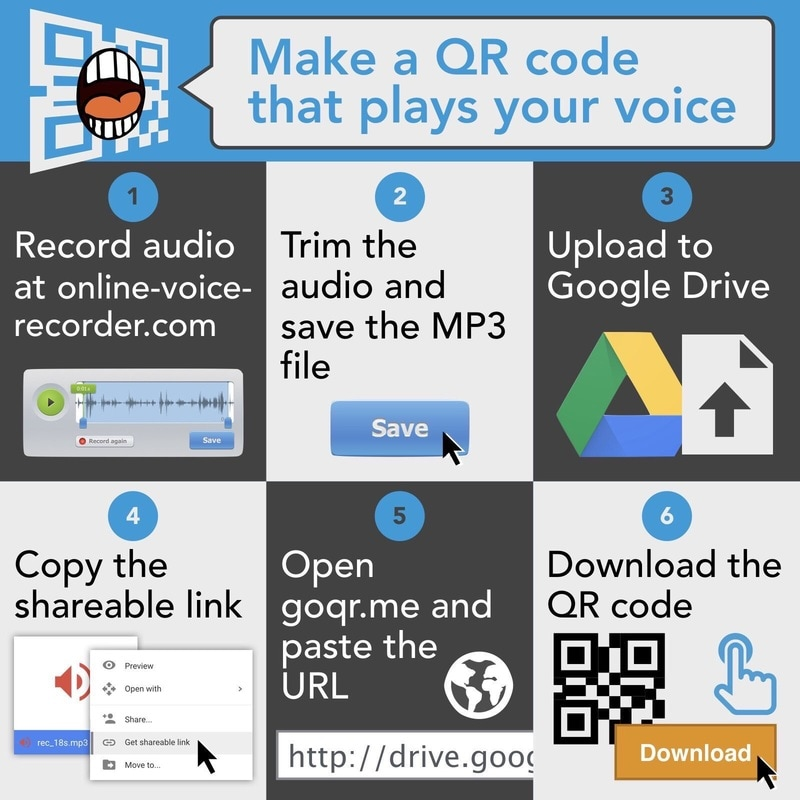 Make a QR code
that plays your voice
1
Record audio
at online-voice-
recorder.com
0:01s
Record again
Save
2
Trim the
audio and
save the MP3
file
Save
3
Upload to
Google Drive
4
Copy the
shareable link
rec_18s.mp3
Preview
Open with
Share...
Get shareable link
Move to...
5
Open
goqr.me and
paste the
URL
http://drive.goog
6
Download the
QR code
Download